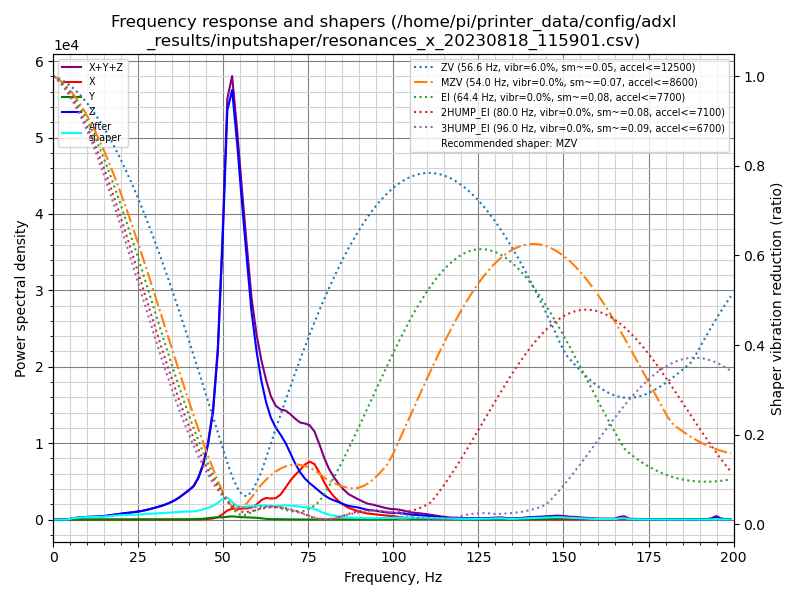 Frequency response and shapers (/home/pi/printer_data/config/adxl
_results/inputshaper/resonances_x_20230818_115901.csv)
1e4
X+Y+Z
X
Y
Z
After
shaper
ZV (56.6 Hz, vibr=6.0%, sm~=0.05, accel<=12500)
MZV (54.0 Hz, vibr=0.0%, sm~=0.07, accel<=8600)
EI (64.4 Hz, vibr=0.0%, sm~=0.08, accel<=7700)
2HUMP_EI (80.0 Hz, vibr=0.0%, sm~=0.08, accel<=7100)
3HUMP_EI (96.0 Hz, vibr=0.0%, sm~=0.09, accel<=6700)
Recommended shaper: MZV
Power spectral density
6
5
4
3
2
1
0
1.0
0.8
0.6
0.4
0.2
0.0
Shaper vibration reduction (ratio)
0 25 50 75 100 125 150 175 200
Frequency, Hz